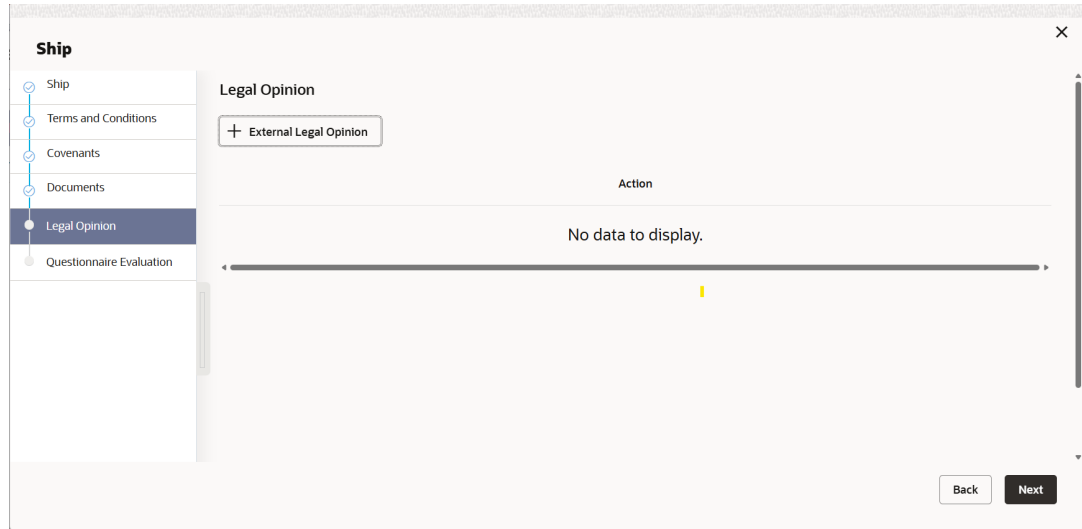 Ship
Ship
Terms and Conditions
Covenants
Documents
Legal Opinion
Questionnaire Evaluation
Legal Opinion
External Legal Opinion
Action
No data to display.
Back
Next